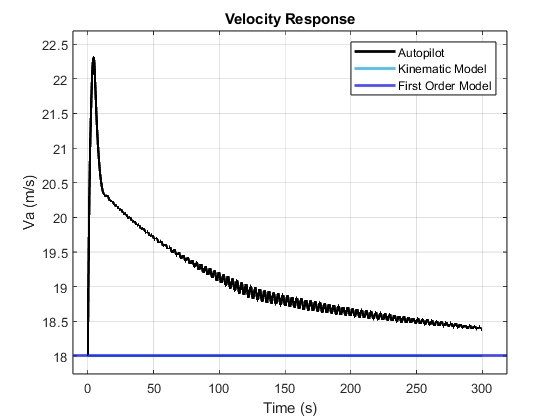 Velocity Response
22.5
22
21.5
21
20.5
20
19.5
19
18.5
18
Va (m/s)
Autopilot
Kinematic Model
First Order Model
0 50 100 150 200 250 300
Time (s)